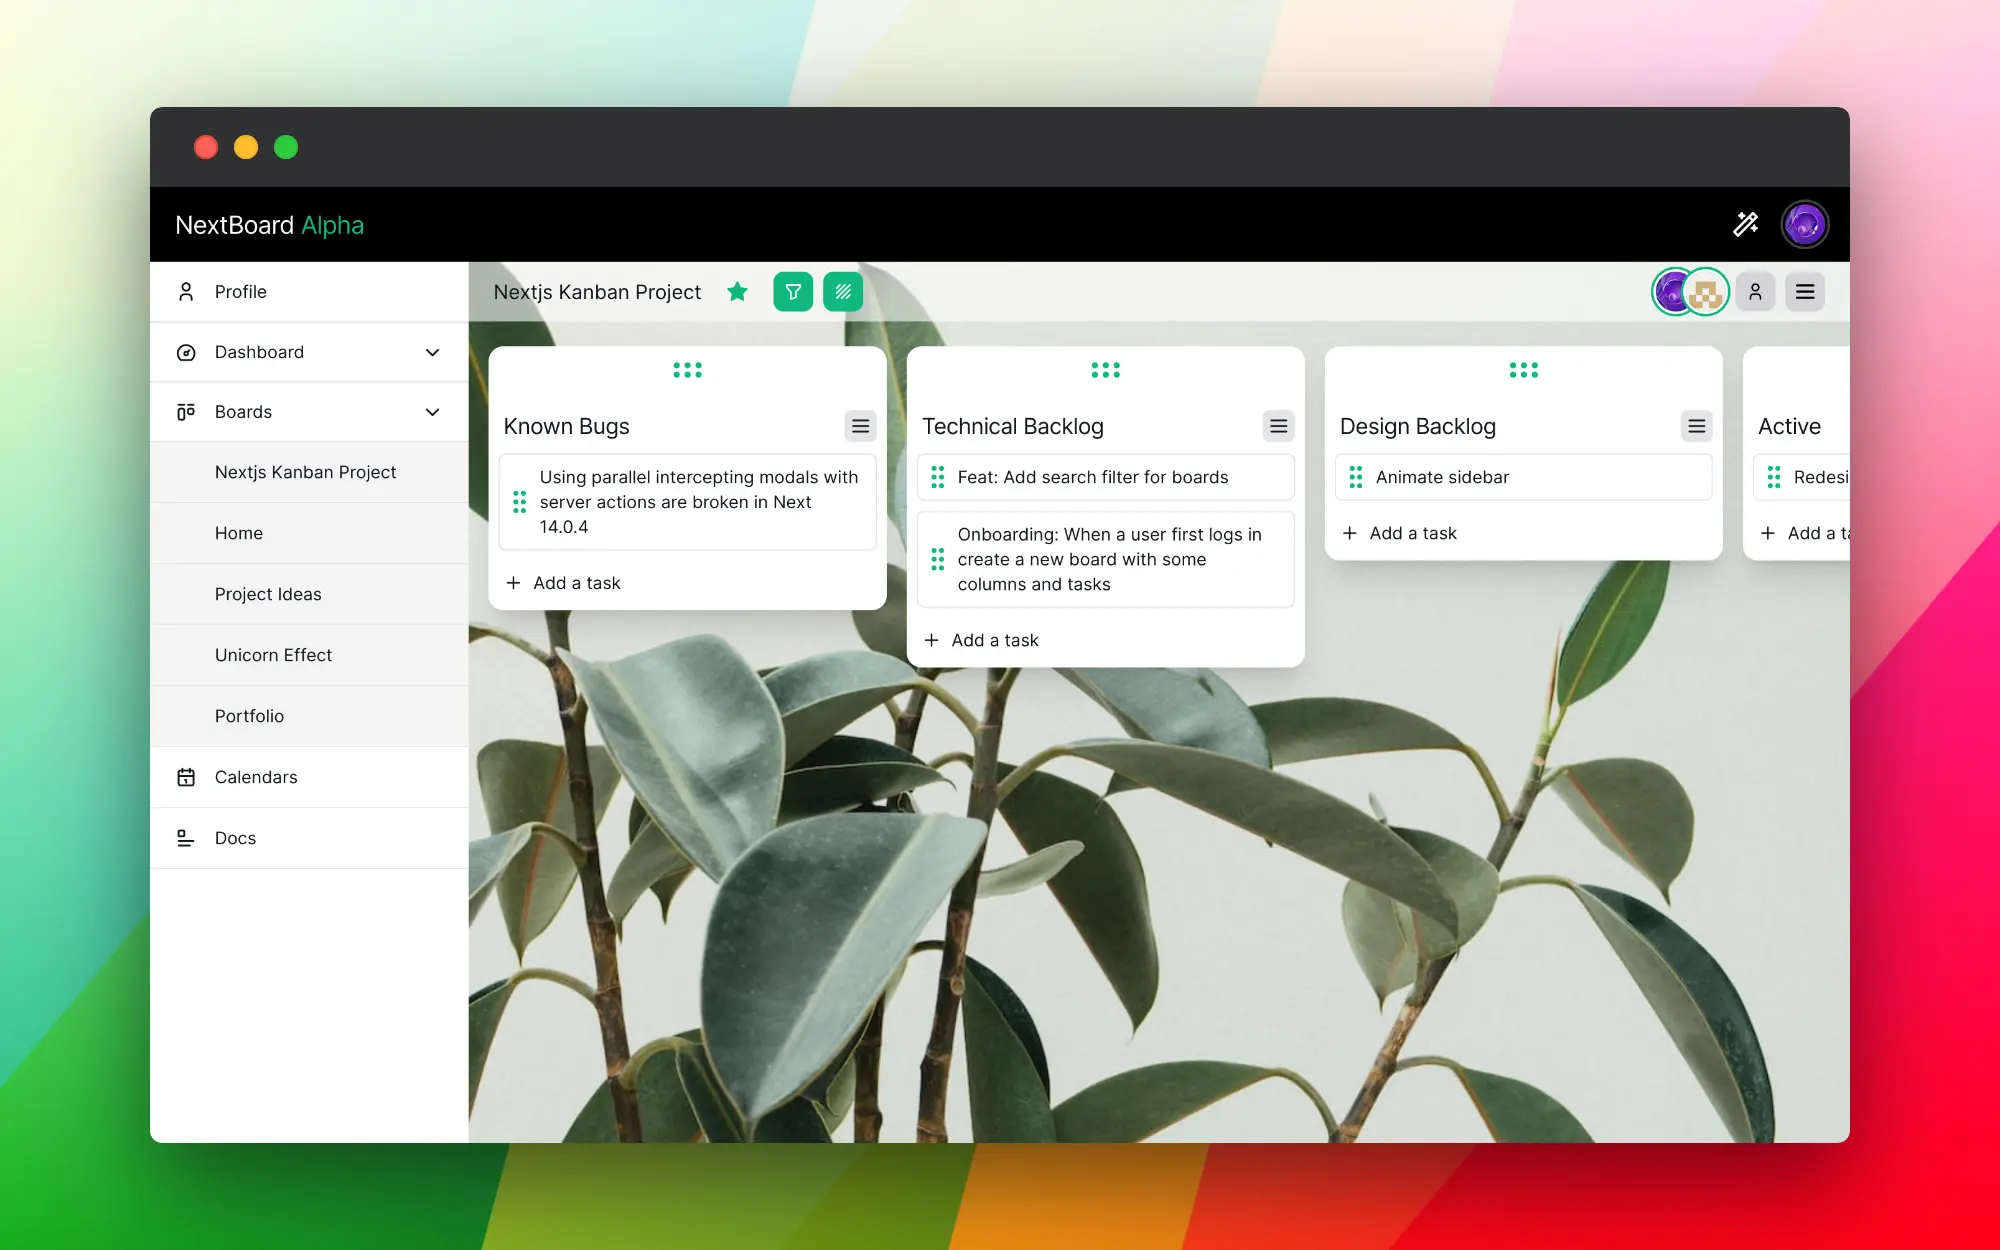 NextBoard Alpha
Profile
Dashboard
Boards
Nextjs Kanban Project
Home
Project Ideas
Unicorn Effect
Portfolio
Calendars
Docs
Nextjs Kanban Project
Known Bugs
Using parallel intercepting modals with
server actions are broken in Next
14.0.4
Add a task
Technical Backlog
Feat: Add search filter for boards
Onboarding: When a user first logs in
create a new board with some
columns and tasks
Add a task
Design Backlog
Animate sidebar
Add a task
Active
Redesi
Add a ta